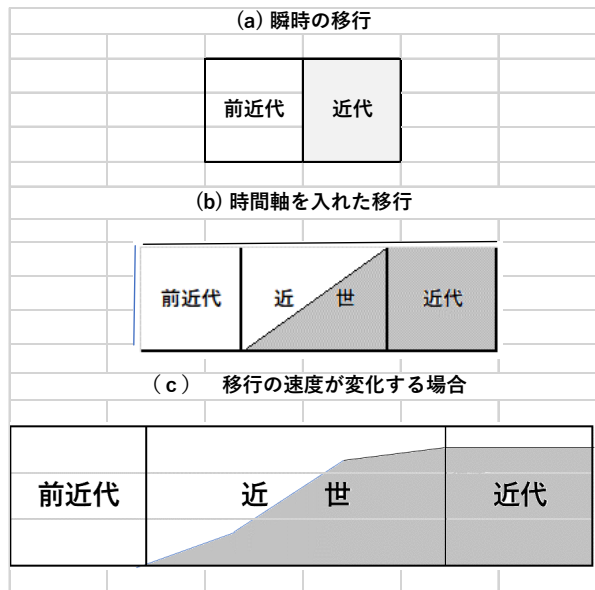 (a) 瞬時の移行
前近代 近代
(b) 時間軸を入れた移行
前近代 近 世 近代
（ｃ） 移行の速度が変化する場合
前近代 近 世 近代